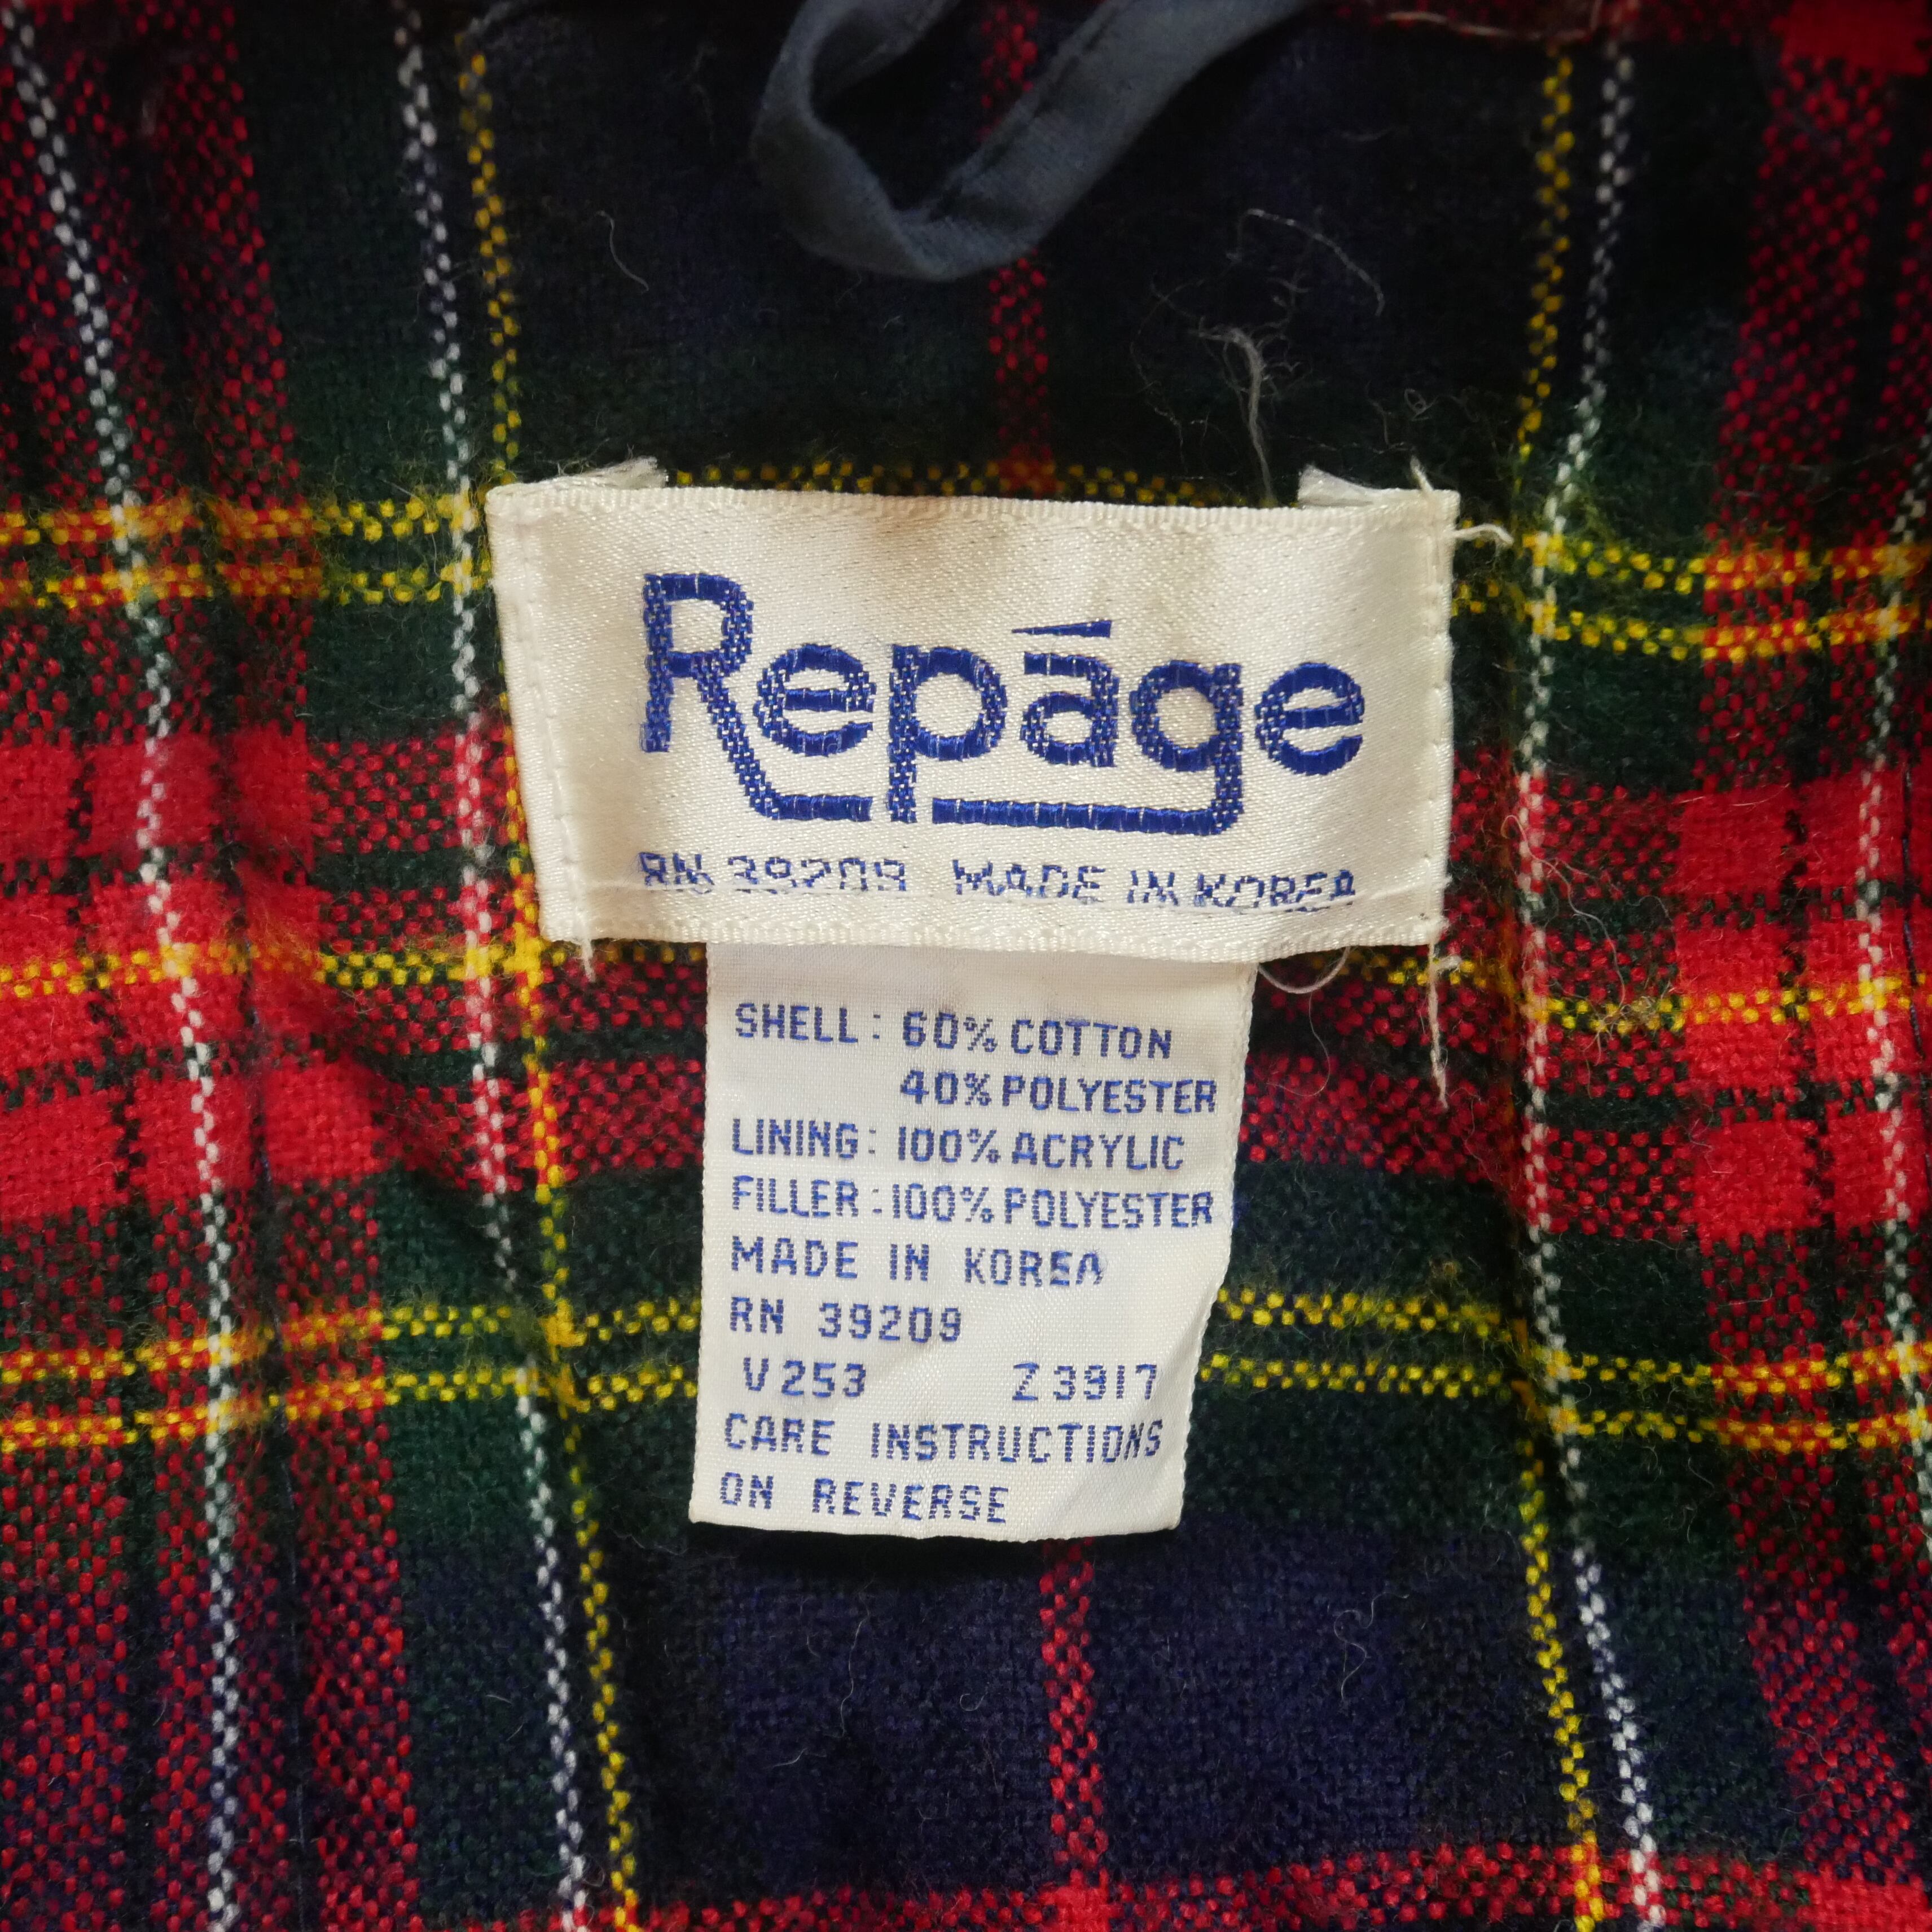 Repáge
RN 39209 MADE IN KOREA
SHELL: 60% COTTON
40% POLYESTER
LINING: 100% ACRYLIC
FILLER: 100% POLYESTER
MADE IN KOREA
RN 39209
V253 Z3917
CARE INSTRUCTIONS
ON REVERSE